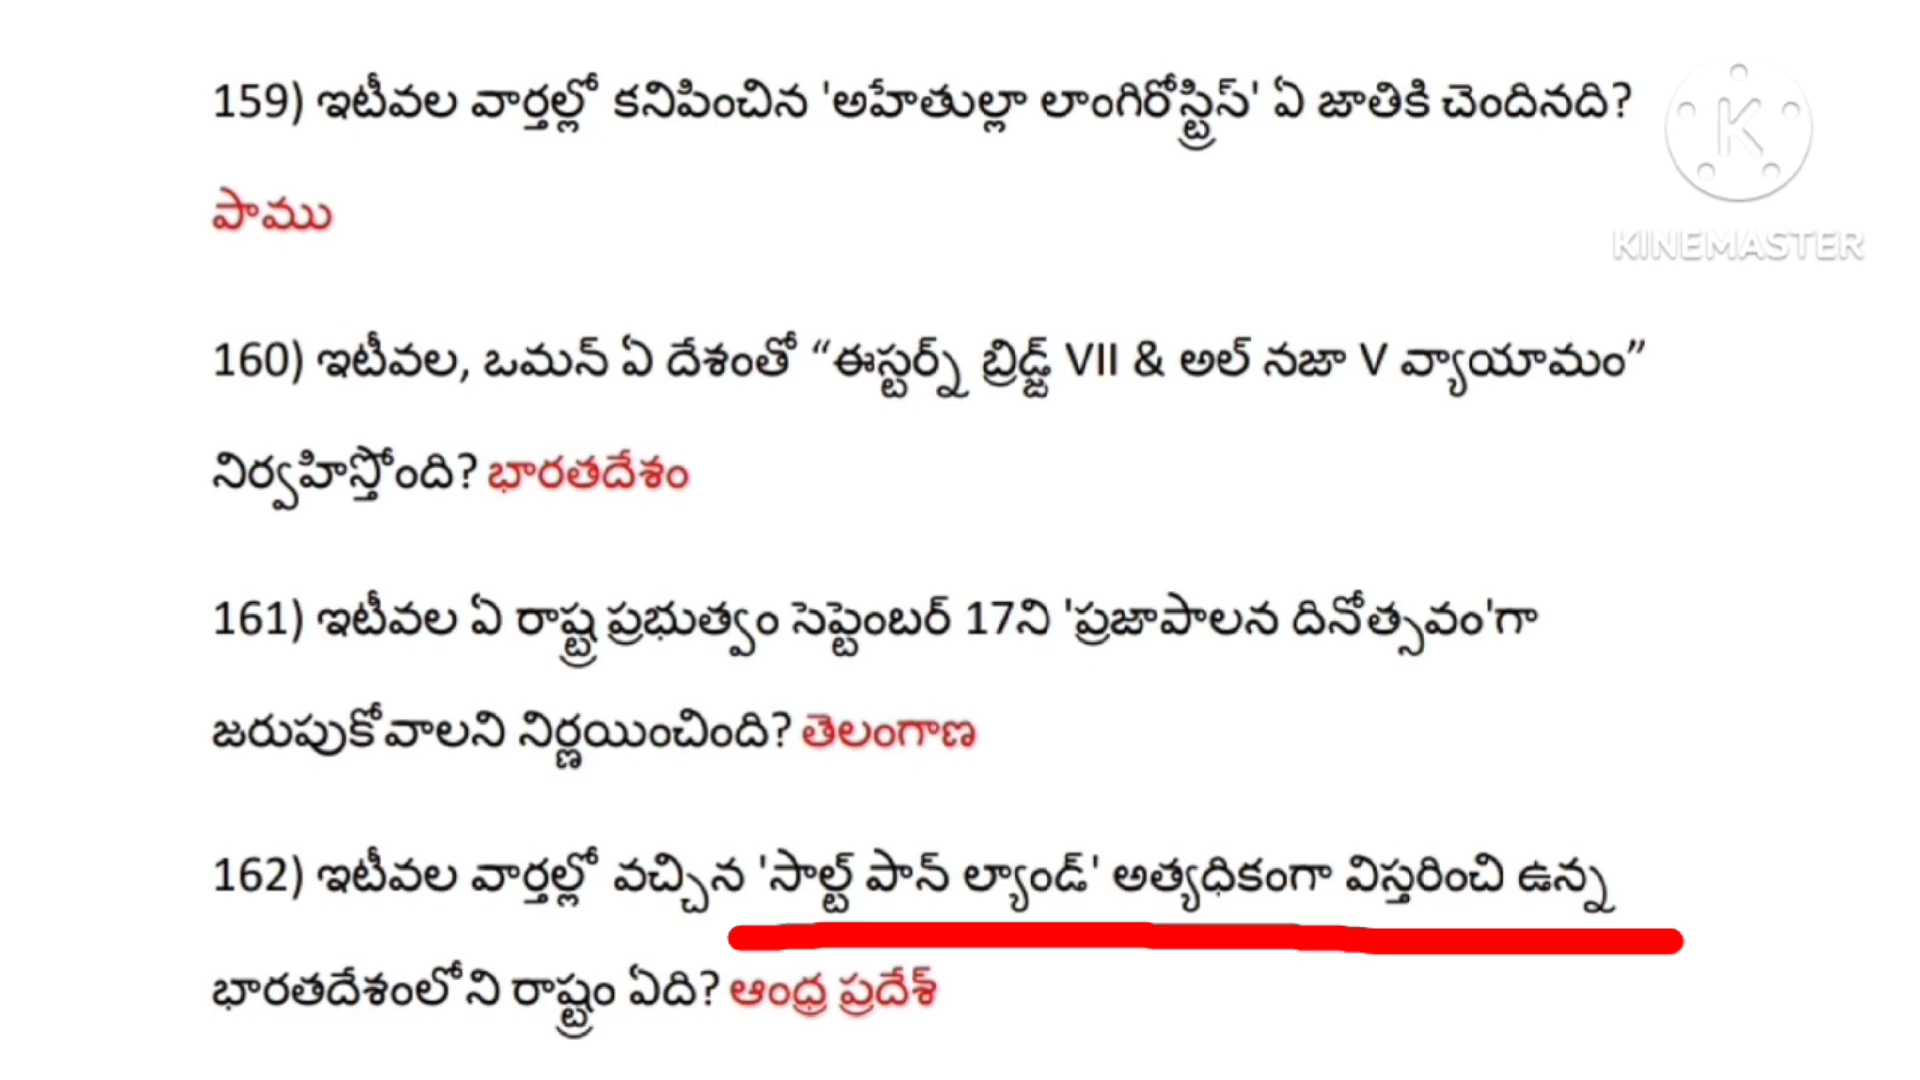 159) ఇటీవల వార్తల్లో కనిపించిన 'అహేతుల్లా లాంగిరోస్ట్రిస్' ఏ జాతికి చెందినది?
పాము
KINEMASTER
160) ఇటీవల, ఒమన్ ఏ దేశంతో “ఈస్టర్న్ బ్రిడ్జ్ VII & అల్ నజా V వ్యాయామం”
నిర్వహిస్తోంది? భారతదేశం
161) ఇటీవల ఏ రాష్ట్ర ప్రభుత్వం సెప్టెంబర్ 17ని 'ప్రజాపాలన దినోత్సవం'గా
జరుపుకోవాలని నిర్ణయించింది? తెలంగాణ
162) ఇటీవల వార్తల్లో వచ్చిన 'సాల్ట్ పాన్ ల్యాండ్' అత్యధికంగా విస్తరించి ఉన్న
భారతదేశంలోని రాష్ట్రం ఏది? ఆంధ్ర ప్రదేశ్